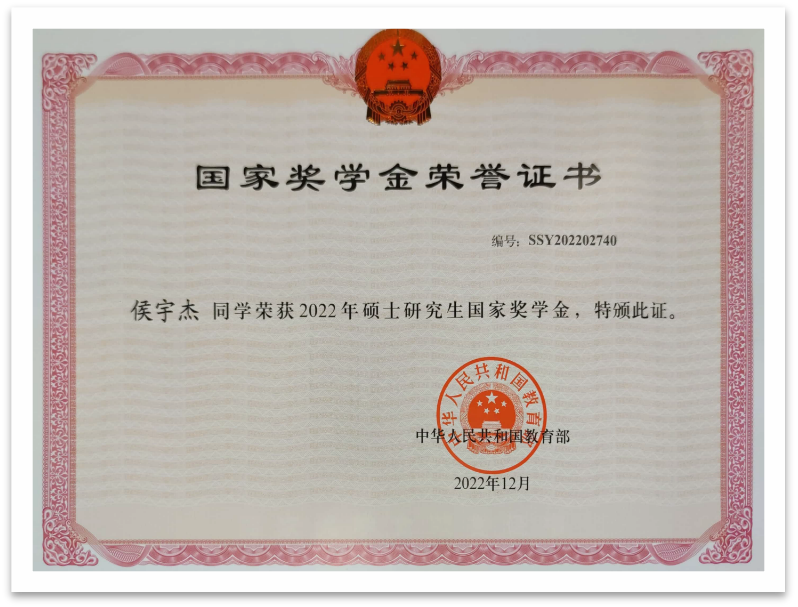 国家奖学金荣誉证书
编号：SSY202202740
侯宇杰 同学荣获2022年硕士研究生国家奖学金，特颁此证。
中华人民共和国教育部
中华人民共和国教育部
2022年12月